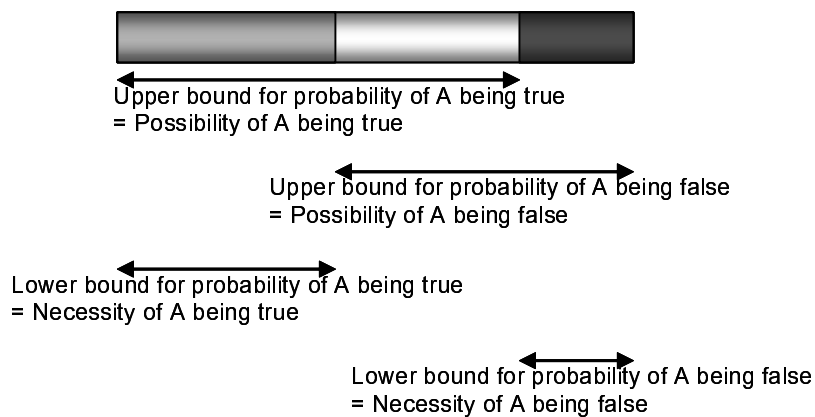 Upper bound for probability of A being true
= Possibility of A being true
Upper bound for probability of A being false
= Possibility of A being false
Lower bound for probability of A being true
= Necessity of A being true
Lower bound for probability of A being false
= Necessity of A being false